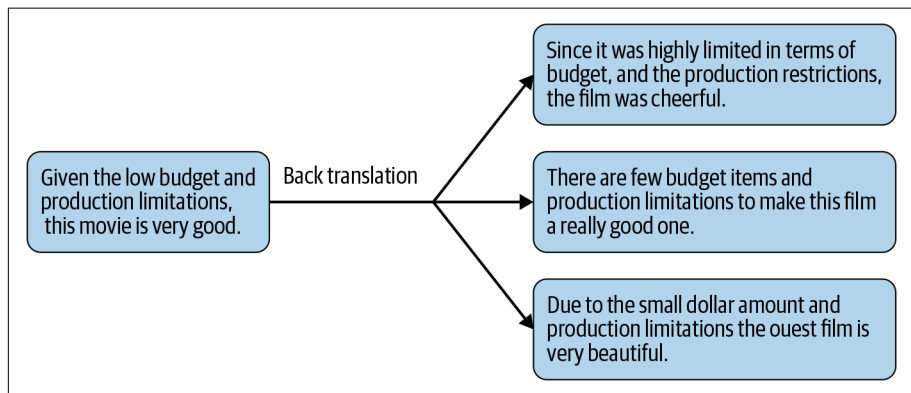 Given the low budget and
production limitations,
this movie is very good.
Back translation
Since it was highly limited in terms of
budget, and the production restrictions,
the film was cheerful.
There are few budget items and
production limitations to make this film
a really good one.
Due to the small dollar amount and
production limitations the ouest film is
very beautiful.